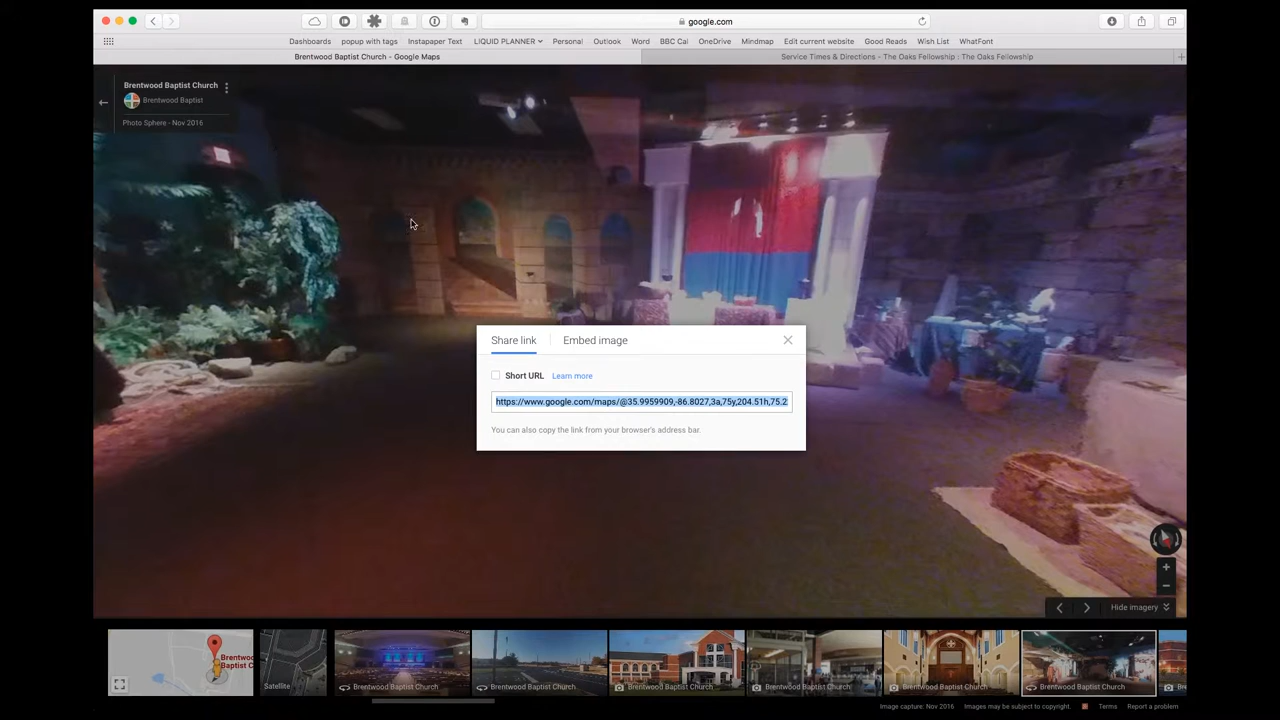 google.com
Dashboards popup with tags Instapaper Text LIQUID PLANNER Personal Outlook Word BBC Cal OneDrive Mindmap Edit current website Good Reads Wish List WhatFont
Brentwood Baptist Church - Google Maps Service Times & Directions - The Oaks Fellowship : The Oaks Fellowship
Brentwood Baptist Church
Brentwood Baptist
Photo Sphere - Nov 2016
Share link Embed image
Short URL Learn more
https://www.google.com/maps/@35.9959909,-86.8027,3a,75y,204.51h,75.2
You can also copy the link from your browser's address bar.
Hide imagery
Brentwood
Baptist C
Satellite Brentwood Baptist Church Brentwood Baptist Church Brentwood Baptist Church Brentwood Baptist Church Brentwood Baptist Church Brentwood Baptist Church Bre
Image capture: Nov 2016 Images may be subject to copyright. Terms Report a problem